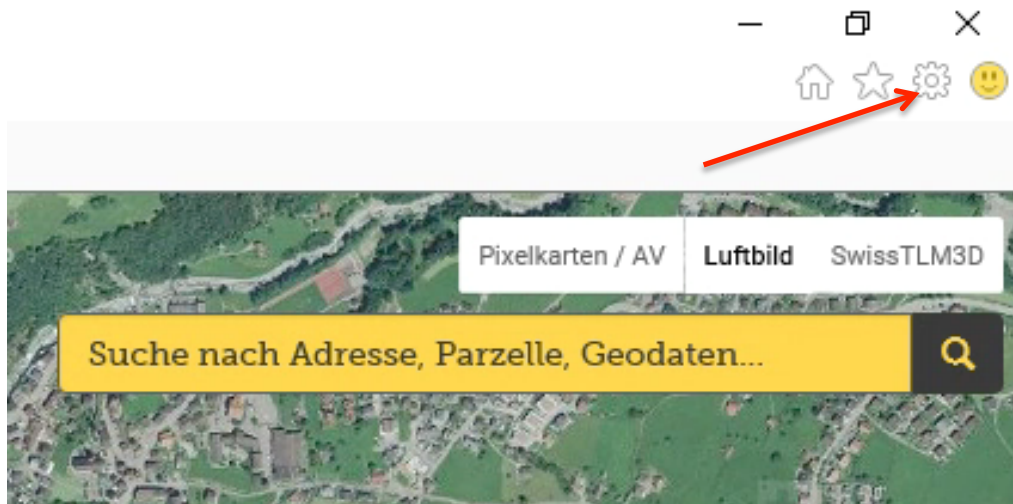 Pixelkarten / AV Luftbild SwissTLM3D
Suche nach Adresse, Parzelle, Geodaten...